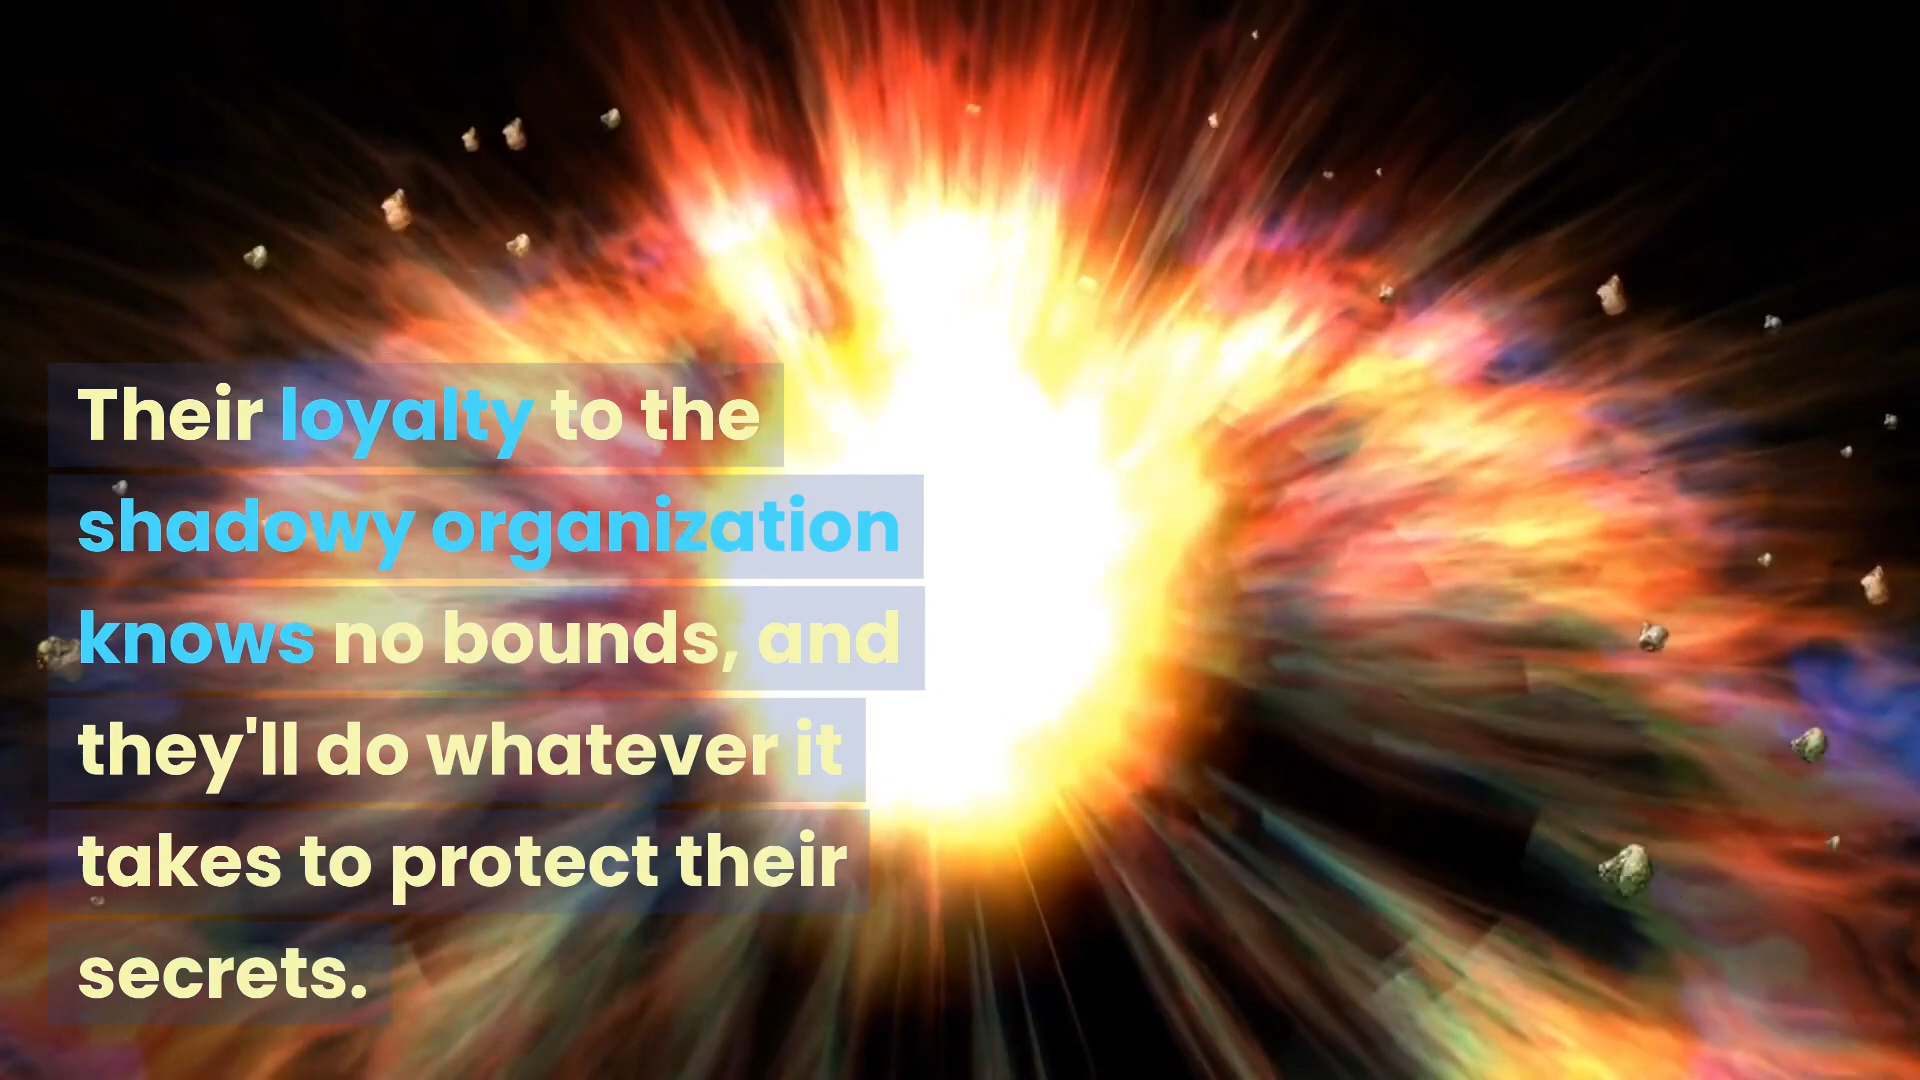 Their loyalty to the
shadowy organization
knows no bounds, and
they'll do whatever it
takes to protect their
secrets.